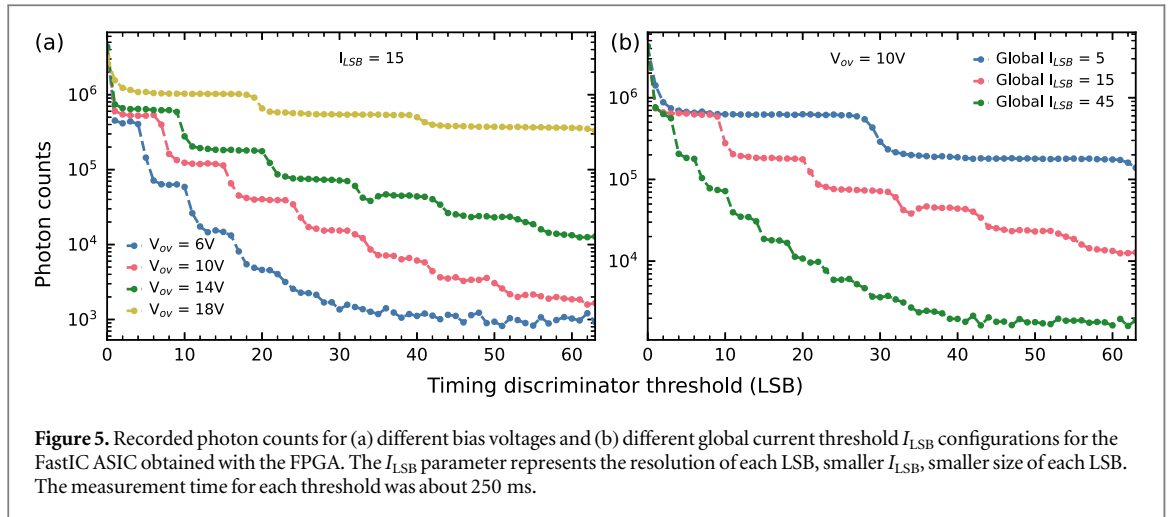 (a)
I_LSB = 15
10^6
10^5
10^4
10^3
Photon counts
V_ov = 6V
V_ov = 10V
V_ov = 14V
V_ov = 18V
0 10 20 30 40 50 60
(b)
V_ov = 10V
Global I_LSB = 5
Global I_LSB = 15
Global I_LSB = 45
10^6
10^5
10^4
0 10 20 30 40 50 60
Timing discriminator threshold (LSB)
Figure 5. Recorded photon counts for (a) different bias voltages and (b) different global current threshold I_LSB configurations for the
FastIC ASIC obtained with the FPGA. The I_LSB parameter represents the resolution of each LSB, smaller I_LSB, smaller size of each LSB.
The measurement time for each threshold was about 250 ms.